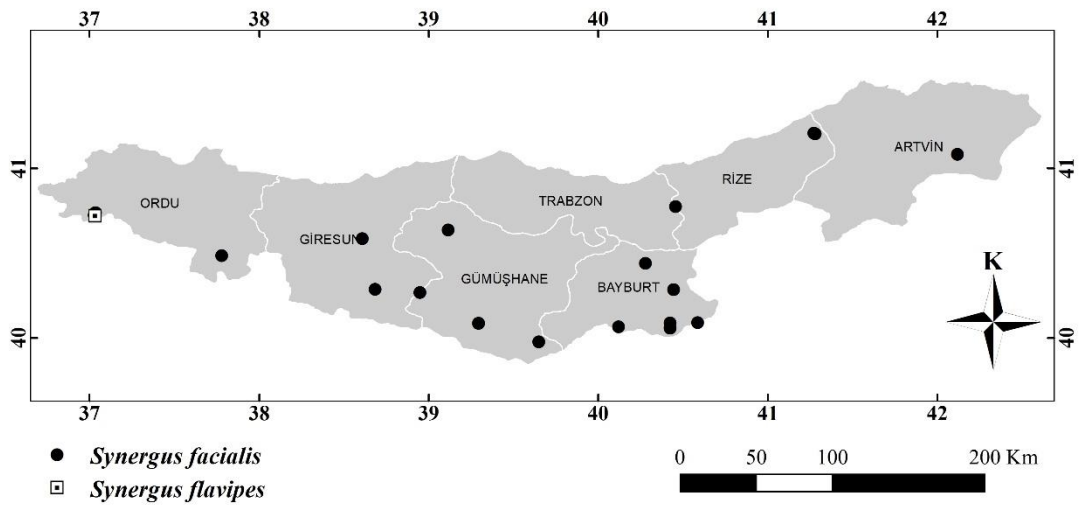 37 38 39 40 41 42
41 41
ARTVİN
RİZE
ORDU
TRABZON
GİRESUN
GÜMÜŞHANE
BAYBURT
K
40 40
37 38 39 40 41 42
Synergus facialis
Synergus flavipes
0 50 100 200 Km